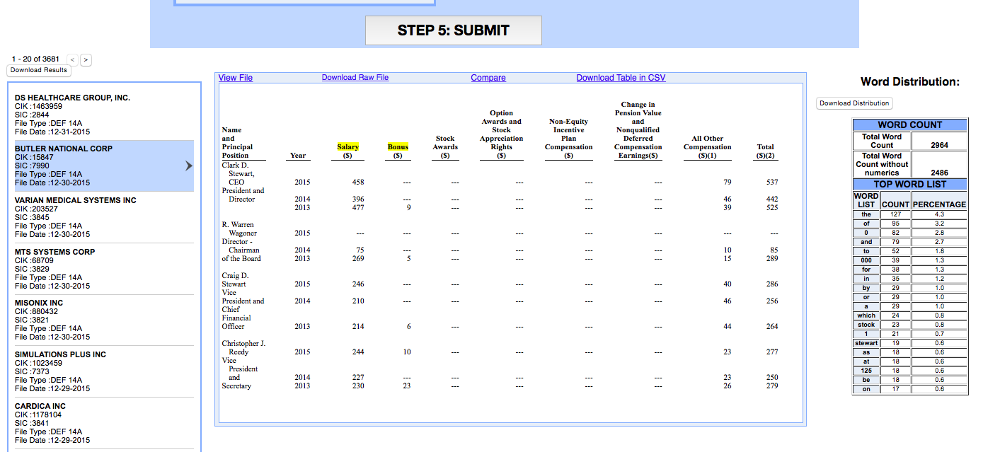 STEP 5: SUBMIT
1 - 20 of 3681 < >
Download Results
DS HEALTHCARE GROUP, INC.
CIK :1463959
SIC :2844
File Type :DEF 14A
File Date :12-31-2015
BUTLER NATIONAL CORP
CIK :15847
SIC :7990
File Type :DEF 14A
File Date :12-30-2015
VARIAN MEDICAL SYSTEMS INC
CIK :203527
SIC :3845
File Type :DEF 14A
File Date :12-30-2015
MTS SYSTEMS CORP
CIK :68709
SIC :3829
File Type :DEF 14A
File Date :12-30-2015
MISONIX INC
CIK :880432
SIC :3821
File Type :DEF 14A
File Date :12-30-2015
SIMULATIONS PLUS INC
CIK :1023459
SIC :7373
File Type :DEF 14A
File Date :12-29-2015
CARDICA INC
CIK :1178104
SIC :3841
File Type :DEF 14A
File Date :12-29-2015
View File Download Raw File Compare Download Table in CSV
Change in
Option Pension Value
Awards and Non-Equity and
Name Stock Incentive Nonqualified
and Stock Appreciation Plan Deferred All Other
Principal Salary Bonus Awards Rights Compensation Compensation Compensation Total
Position Year ($) ($) ($) ($) ($) Earnings($) ($)(1) ($)(2)
Clark D.
Stewart,
CEO 2015 458 --- --- --- --- --- 79 537
President and
Director 2014 396 --- --- --- --- --- 46 442
2013 477 9 --- --- --- --- 39 525
R. Warren
Wagoner 2015 --- --- --- --- --- --- --- ---
Director -
Chairman 2014 75 --- --- --- --- --- 10 85
of the Board 2013 269 5 --- --- --- --- 15 289
Craig D.
Stewart 2015 246 --- --- --- --- --- 40 286
Vice
President and 2014 210 --- --- --- --- --- 46 256
Chief
Financial
Officer 2013 214 6 --- --- --- --- 44 264
Christopher J.
Reedy 2015 244 10 --- --- --- --- 23 277
Vice
President
and 2014 227 --- --- --- --- --- 23 250
Secretary 2013 230 23 --- --- --- --- 26 279
Word Distribution:
Download Distribution
WORD COUNT
Total Word
Count 2964
Total Word
Count without
numerics 2486
TOP WORD LIST
WORD
LIST COUNT PERCENTAGE
the 127 4.3
of 95 3.2
0 82 2.8
and 79 2.7
to 52 1.8
000 39 1.3
for 38 1.3
in 35 1.2
by 29 1.0
or 29 1.0
a 29 1.0
which 24 0.8
stock 23 0.8
1 21 0.7
stewart 19 0.6
as 18 0.6
at 18 0.6
125 18 0.6
be 18 0.6
on 17 0.6